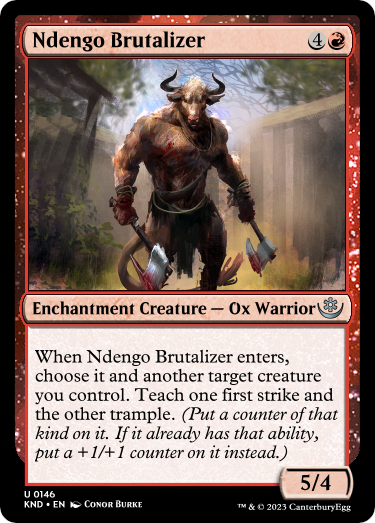 Ndengo Brutalizer 4
Enchantment Creature — Ox Warrior
When Ndengo Brutalizer enters,
choose it and another target creature
you control. Teach one first strike and
the other trample. (Put a counter of that
kind on it. If it already has that ability,
put a +1/+1 counter on it instead.)
5/4
U 0146
KND • EN Conor Burke
™ & © 2023 CanterburyEgg